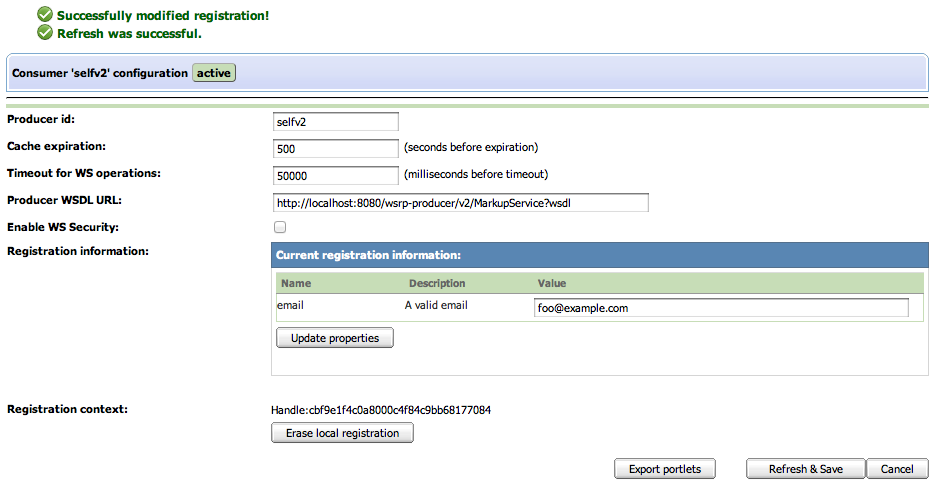 Successfully modified registration!
Refresh was successful.
Consumer 'selfv2' configuration active
Producer id: selfv2
Cache expiration: 500 (seconds before expiration)
Timeout for WS operations: 50000 (milliseconds before timeout)
Producer WSDL URL: http://localhost:8080/wsrp-producer/v2/MarkupService?wsdl
Enable WS Security:
Registration information: Current registration information:
Name Description Value
email A valid email foo@example.com
Update properties
Registration context: Handle:cbf9e1f4c0a8000c4f84c9bb68177084
Erase local registration
Export portlets Refresh & Save Cancel